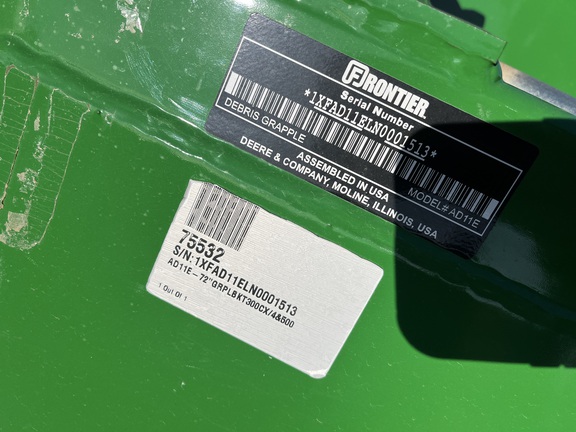 FRONTIER
Serial Number
*1XFAD11ELN0001513*
DEBRIS GRAPPLE
MODEL# AD11E
ASSEMBLED IN USA
DEERE & COMPANY, MOLINE, ILLINOIS, USA
75532
S/N:1XFAD11ELN0001513
AD11E - 72"GRPLBKT300CX/4&600
1 Out Of 1